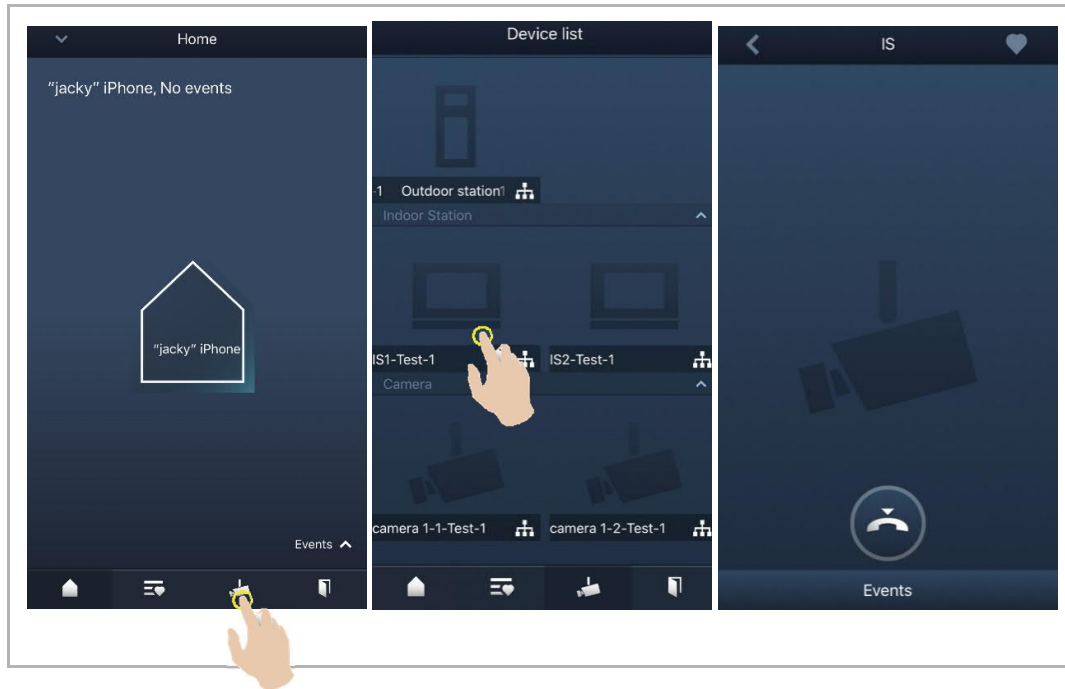 Home
"jacky" iPhone, No events
"jacky" iPhone
Events
Device list
-1 Outdoor station1
Indoor Station
IS1-Test-1
IS2-Test-1
Camera
camera 1-1-Test-1
camera 1-2-Test-1
IS
Events